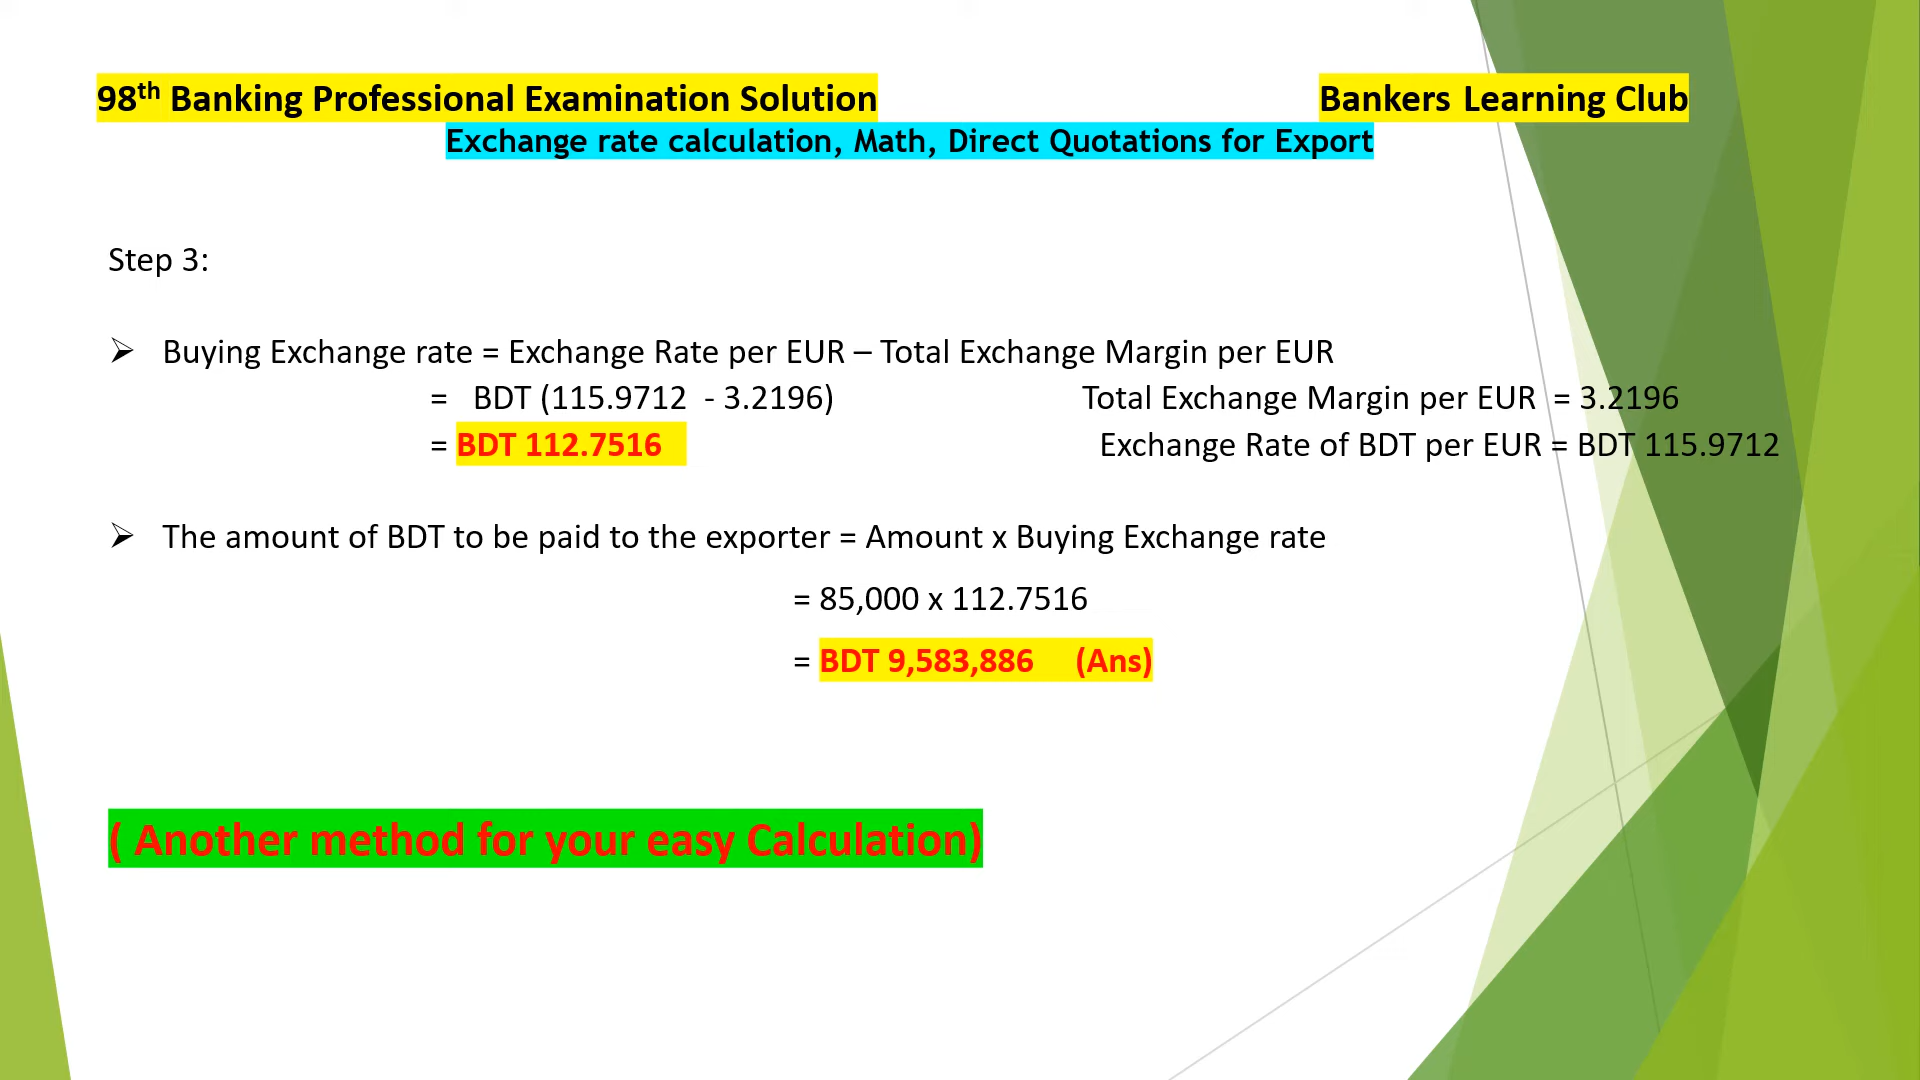 98th Banking Professional Examination Solution Bankers Learning Club
Exchange rate calculation, Math, Direct Quotations for Export
Step 3:
➢ Buying Exchange rate = Exchange Rate per EUR – Total Exchange Margin per EUR
= BDT (115.9712 - 3.2196) Total Exchange Margin per EUR = 3.2196
= BDT 112.7516 Exchange Rate of BDT per EUR = BDT 115.9712
➢ The amount of BDT to be paid to the exporter = Amount x Buying Exchange rate
= 85,000 x 112.7516
= BDT 9,583,886 (Ans)
( Another method for your easy Calculation)